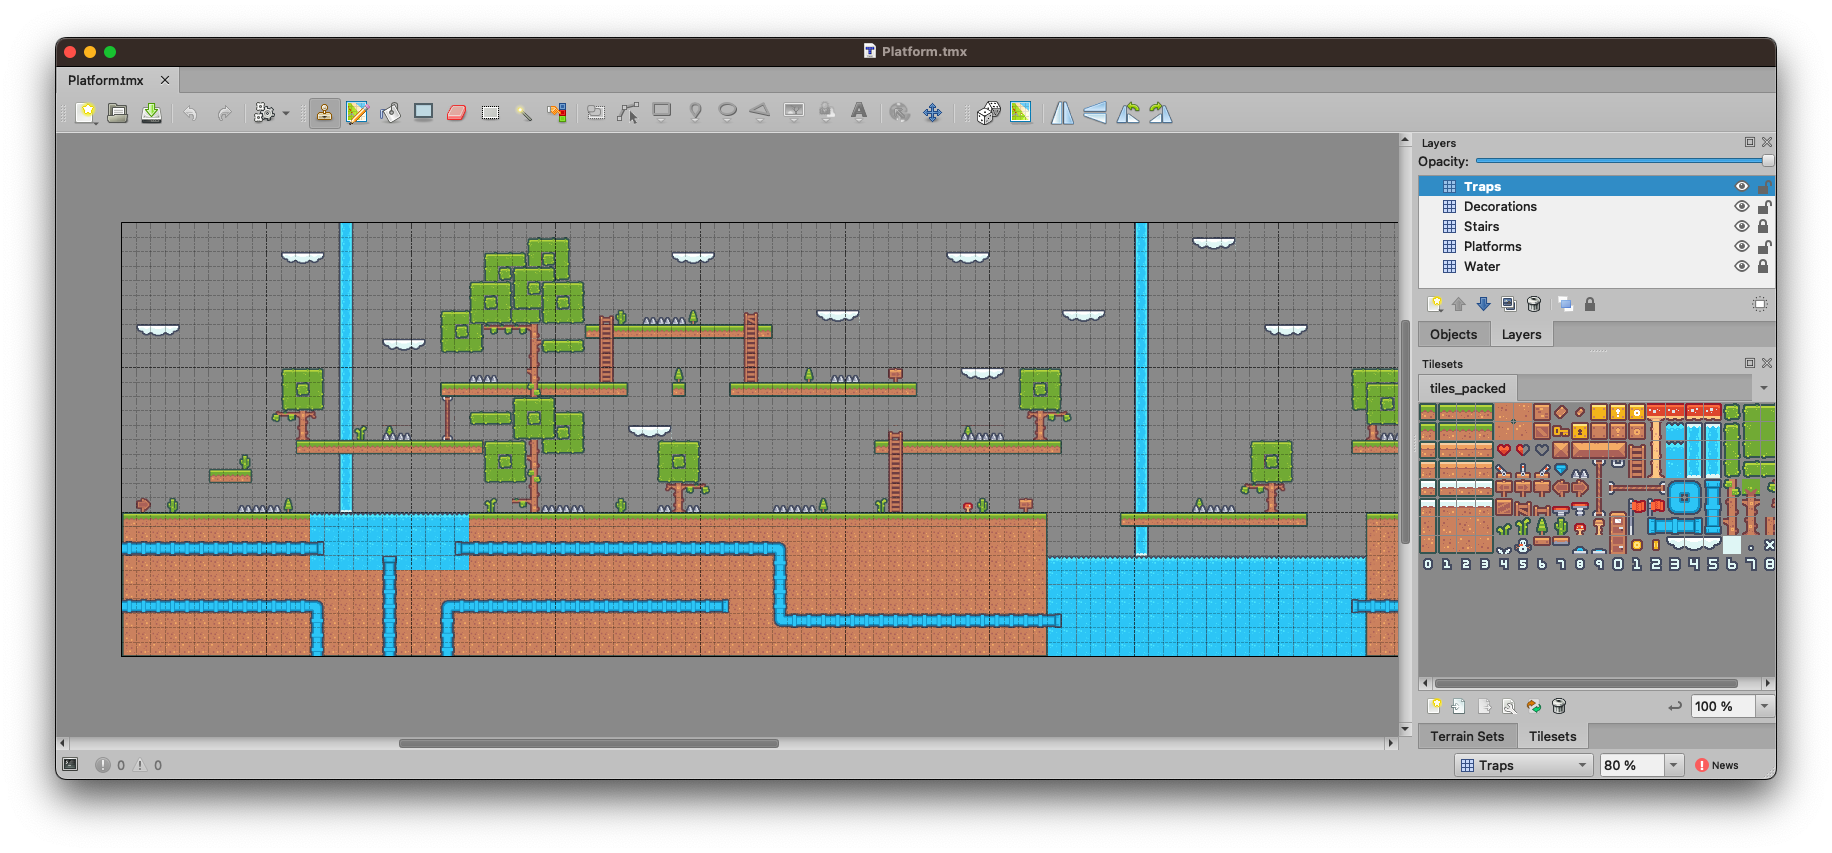 Platform.tmx
Platform.tmx
Layers
Opacity:
Traps
Decorations
Stairs
Platforms
Water
Objects
Layers
Tilesets
tiles_packed
0 1 2 3 4 5 6 7 8 9 0 1 2 3 4 5 6 7 8
100 %
Terrain Sets
Tilesets
0
0
Traps
80 %
News